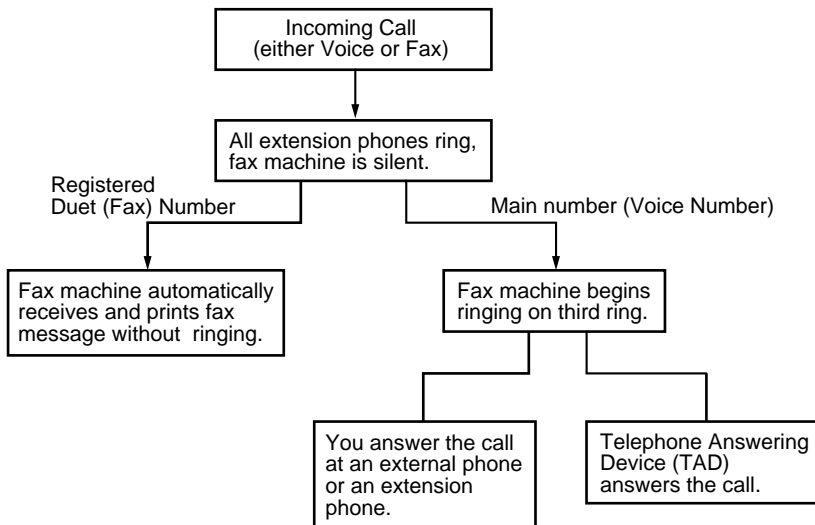 Incoming Call
(either Voice or Fax)
All extension phones ring,
fax machine is silent.
Registered
Duet (Fax) Number
Main number (Voice Number)
Fax machine automatically
receives and prints fax
message without ringing.
Fax machine begins
ringing on third ring.
You answer the call
at an external phone
or an extension
phone.
Telephone Answering
Device (TAD)
answers the call.